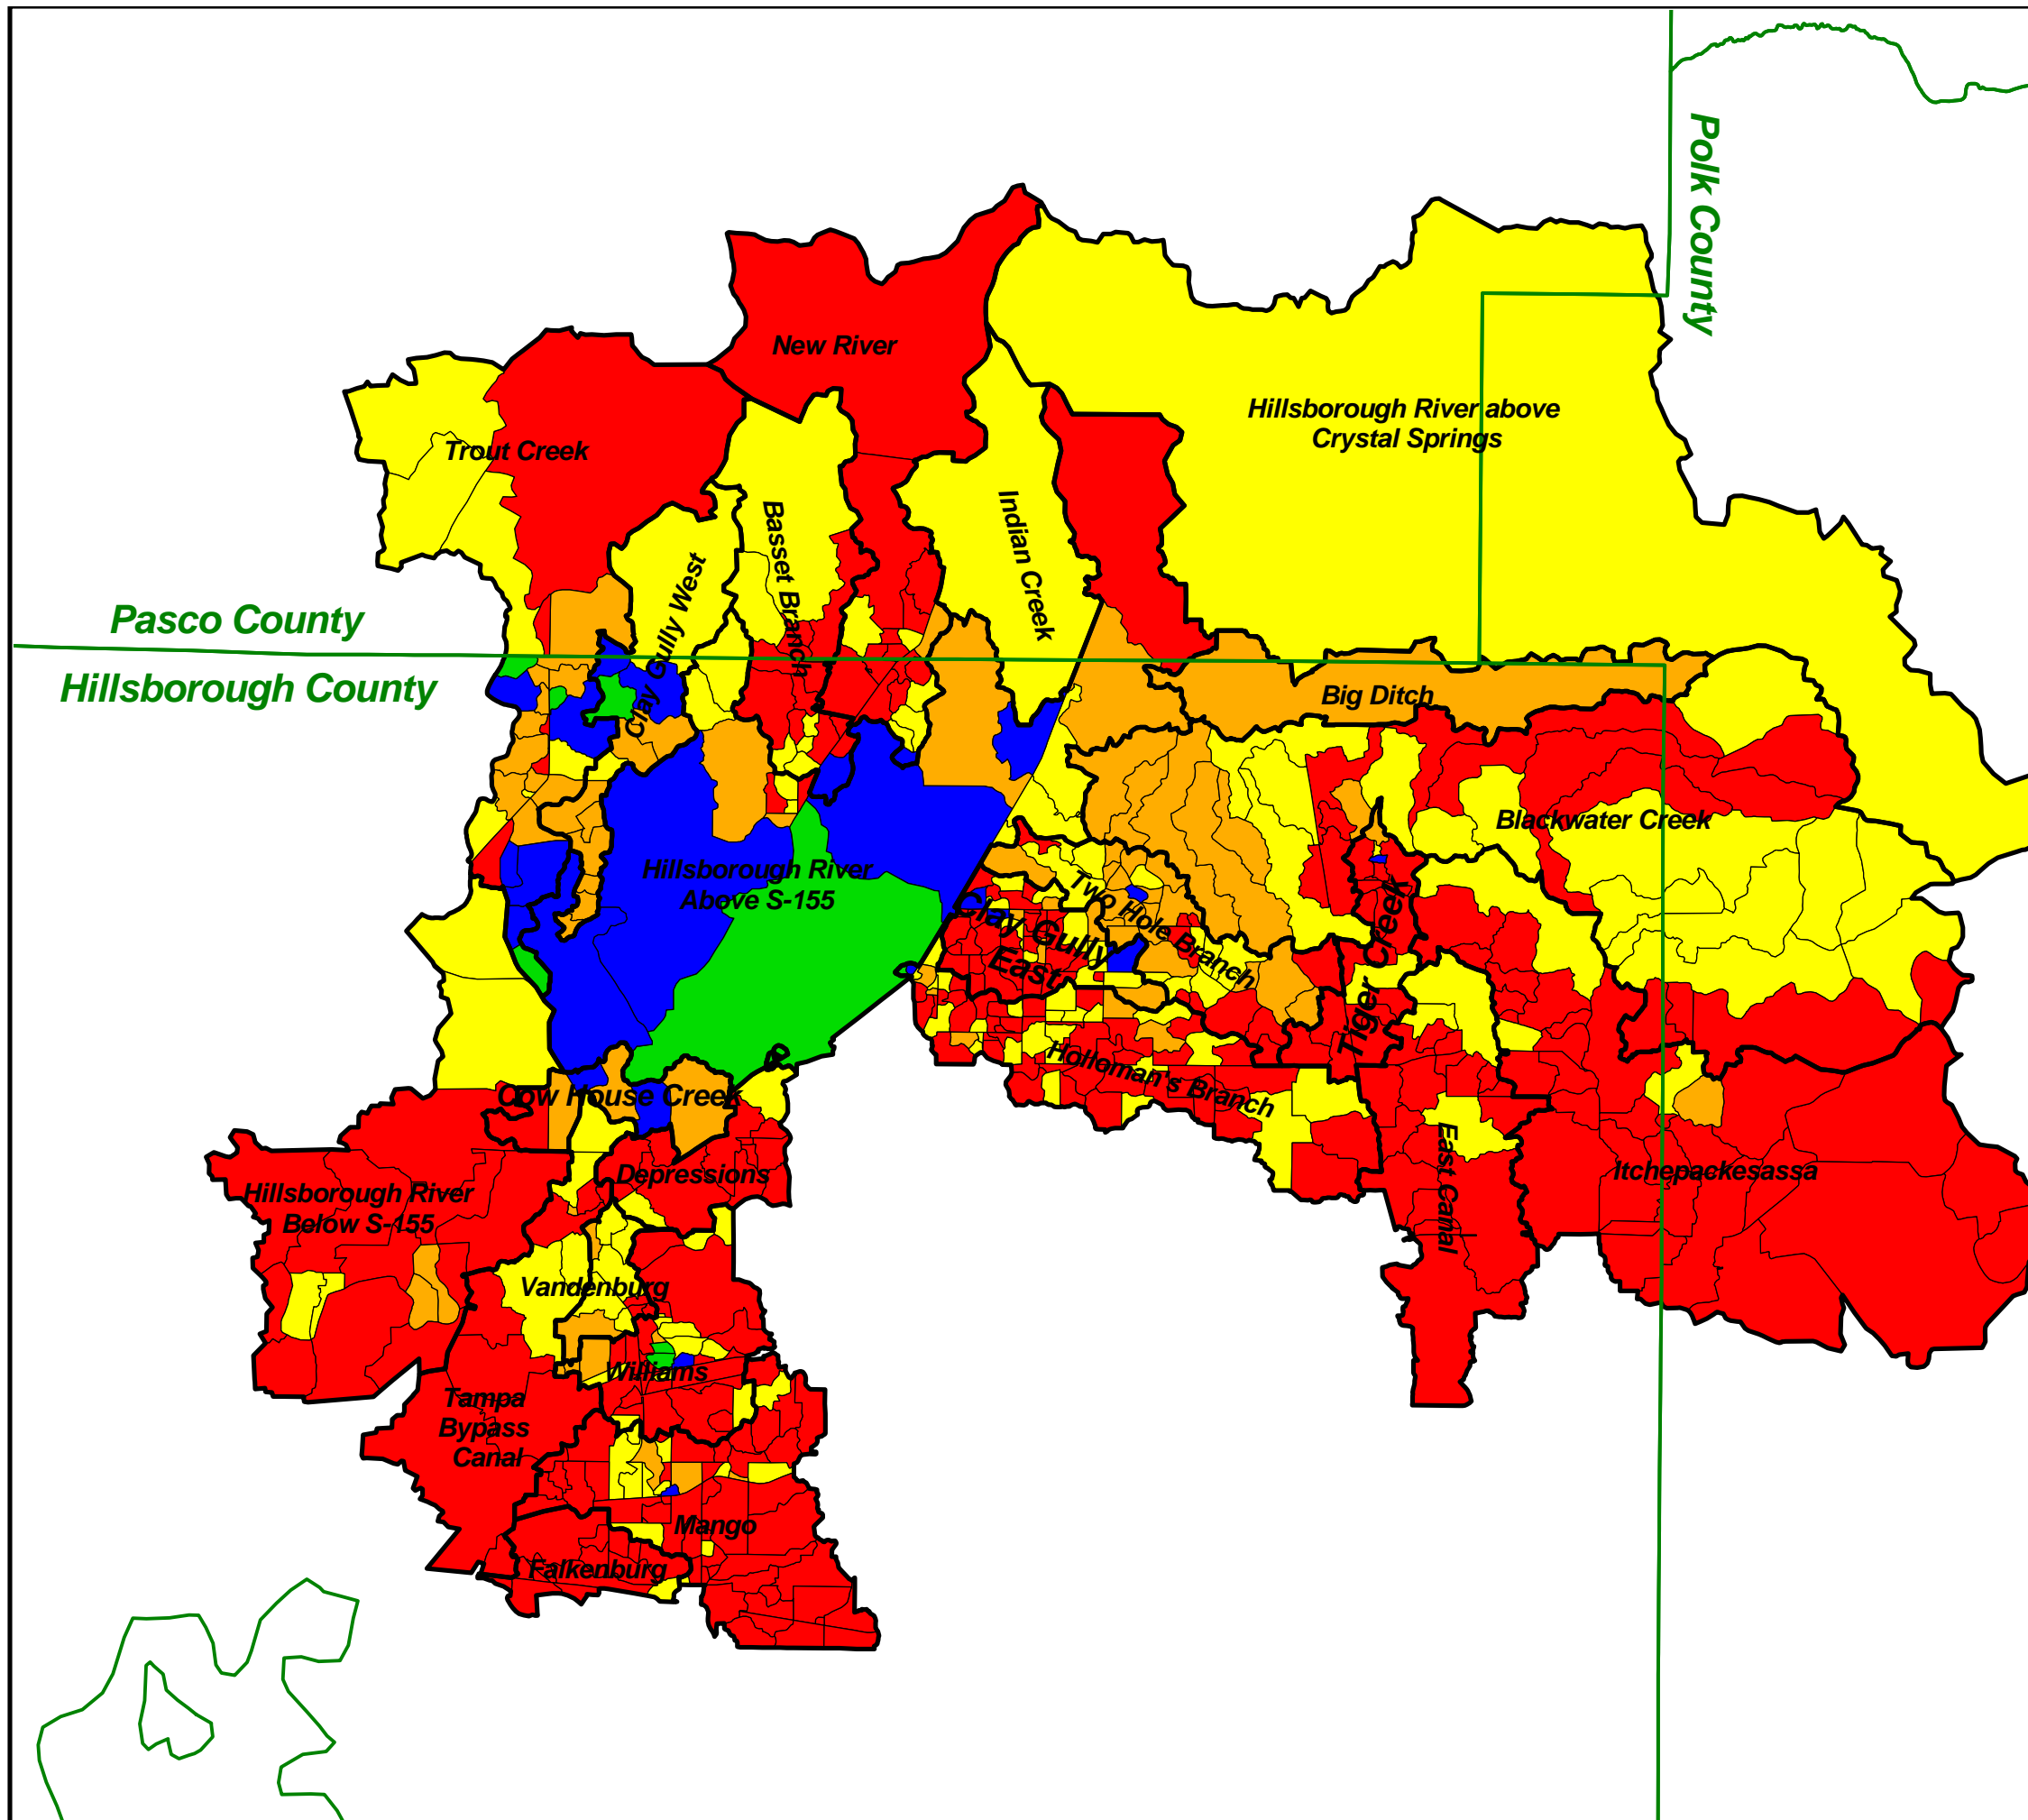 Polk County
New River
Hillsborough River above
Crystal Springs
Trout Creek
Basset Branch
Indian Creek
Clay Gully West
Pasco County
Hillsborough County
Big Ditch
Blackwater Creek
Hillsborough River
Above S-155
Two Hole Branch
Clay Gully
East
Tiger Creek
Holloman's Branch
Cow House Creek
Depressions
East Canal
Itchepackesassa
Hillsborough River
Below S-155
Vandenburg
Williams
Tampa
Bypass
Canal
Mango
Falkenburg